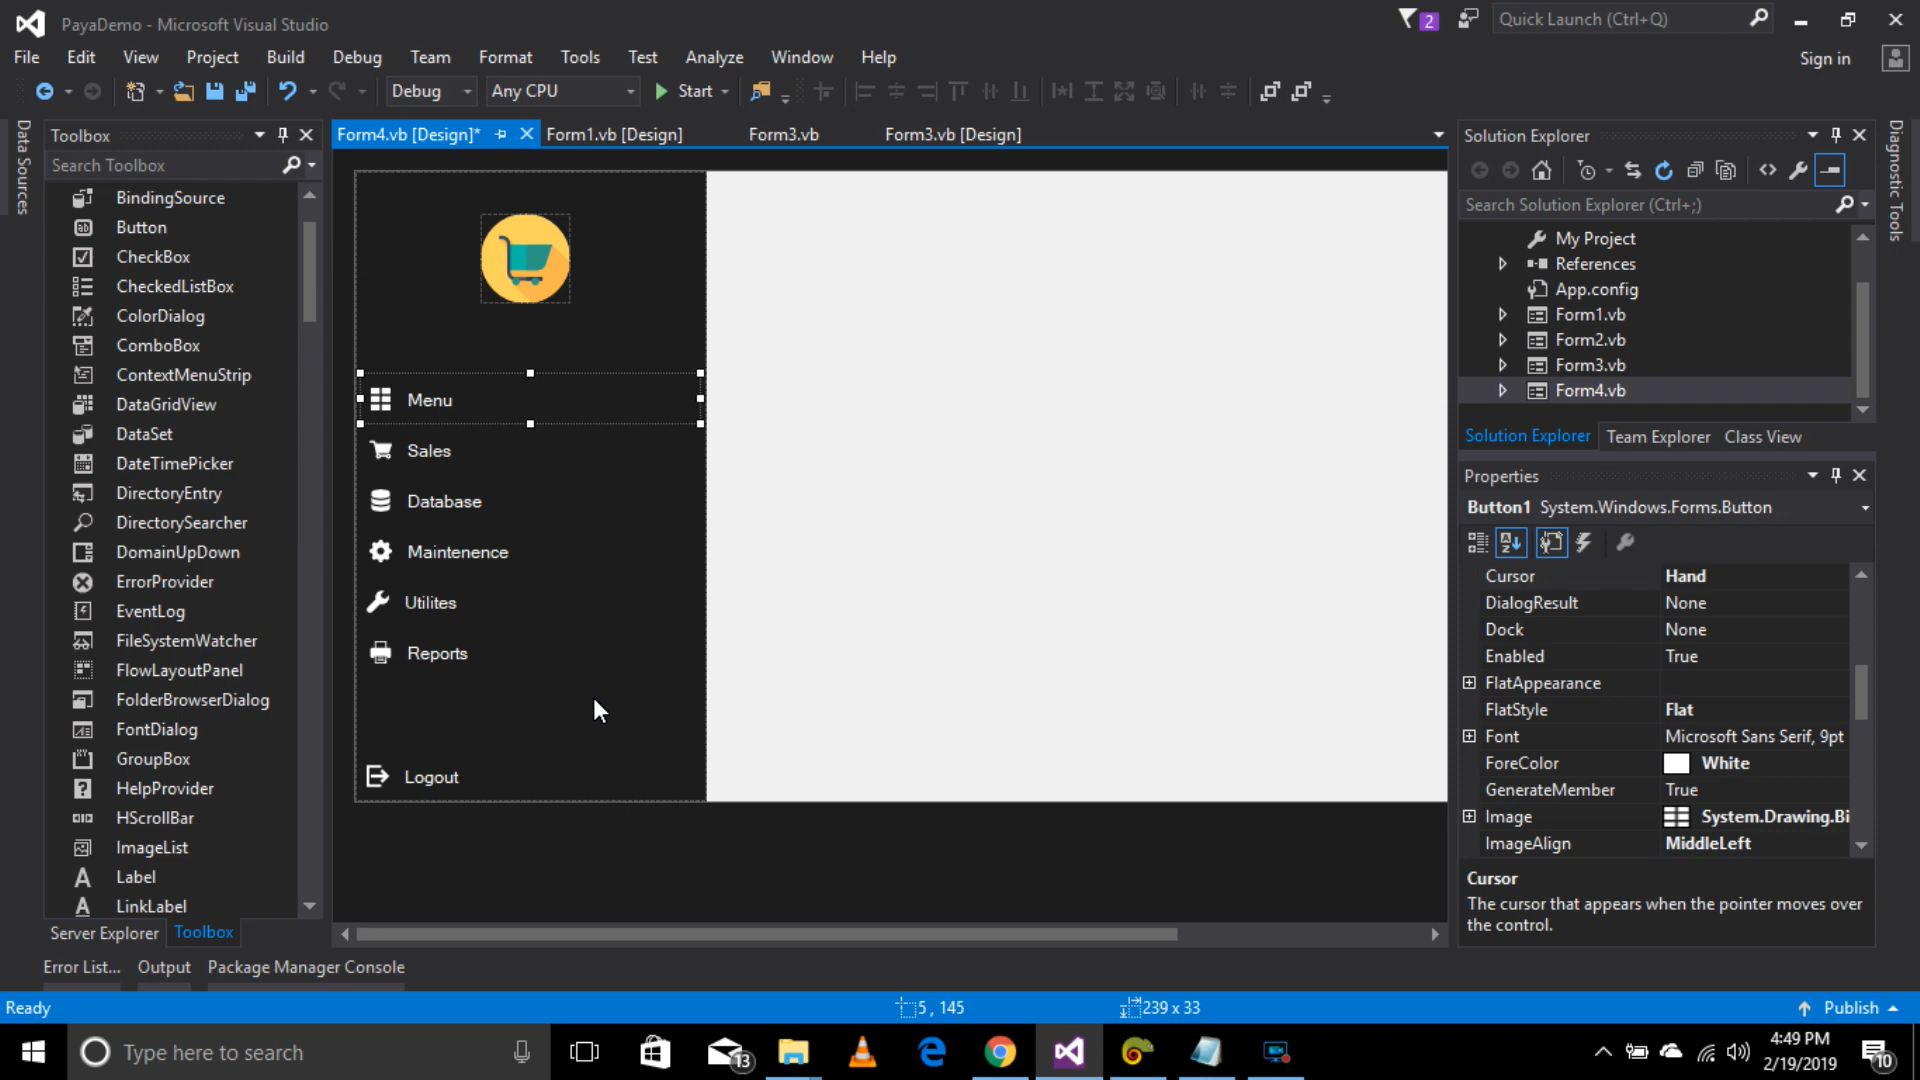 PayaDemo - Microsoft Visual Studio
2
Quick Launch (Ctrl+Q)
File Edit View Project Build Debug Team Format Tools Test Analyze Window Help
Sign in
Debug Any CPU Start
Data Sources
Toolbox
Search Toolbox
BindingSource
Button
CheckBox
CheckedListBox
ColorDialog
ComboBox
ContextMenuStrip
DataGridView
DataSet
DateTimePicker
DirectoryEntry
DirectorySearcher
DomainUpDown
ErrorProvider
EventLog
FileSystemWatcher
FlowLayoutPanel
FolderBrowserDialog
FontDialog
GroupBox
HelpProvider
HScrollBar
ImageList
Label
LinkLabel
Server Explorer Toolbox
Form4.vb [Design]* Form1.vb [Design] Form3.vb Form3.vb [Design]
Menu
Sales
Database
Maintenence
Utilites
Reports
Logout
Solution Explorer
Search Solution Explorer (Ctrl+;)
My Project
References
App.config
Form1.vb
Form2.vb
Form3.vb
Form4.vb
Solution Explorer Team Explorer Class View
Properties
Button1 System.Windows.Forms.Button
Cursor Hand
DialogResult None
Dock None
Enabled True
FlatAppearance
FlatStyle Flat
Font Microsoft Sans Serif, 9pt
ForeColor White
GenerateMember True
Image System.Drawing.Bi
ImageAlign MiddleLeft
Cursor
The cursor that appears when the pointer moves over
the control.
Diagnostic Tools
Error List... Output Package Manager Console
Ready 5 , 145 239 x 33 Publish
Type here to search
13
4:49 PM
2/19/2019
10